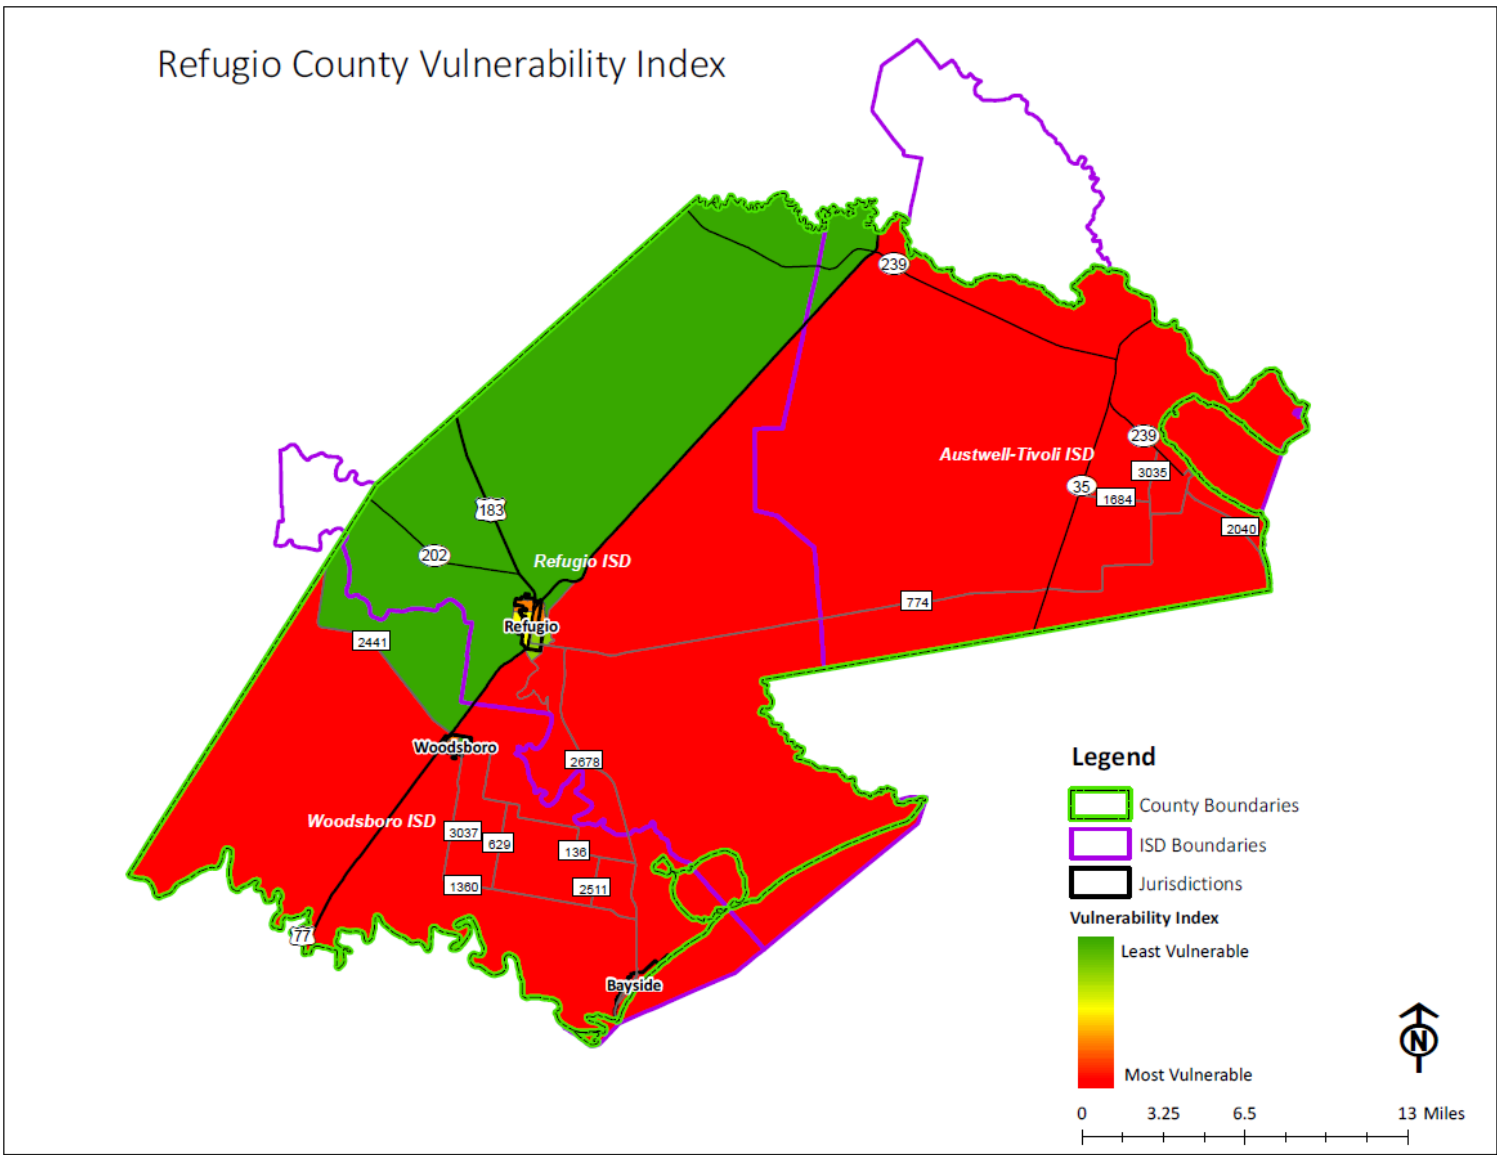 Refugio County Vulnerability Index
239
239
Austwell-Tivoli ISD
3035
35
1684
183
2040
202
Refugio ISD
774
Refugio
2441
Woodsboro
2678
Woodsboro ISD
3037
629
136
1360
2511
77
Bayside
Legend
County Boundaries
ISD Boundaries
Jurisdictions
Vulnerability Index
Least Vulnerable
Most Vulnerable
N
0 3.25 6.5 13 Miles